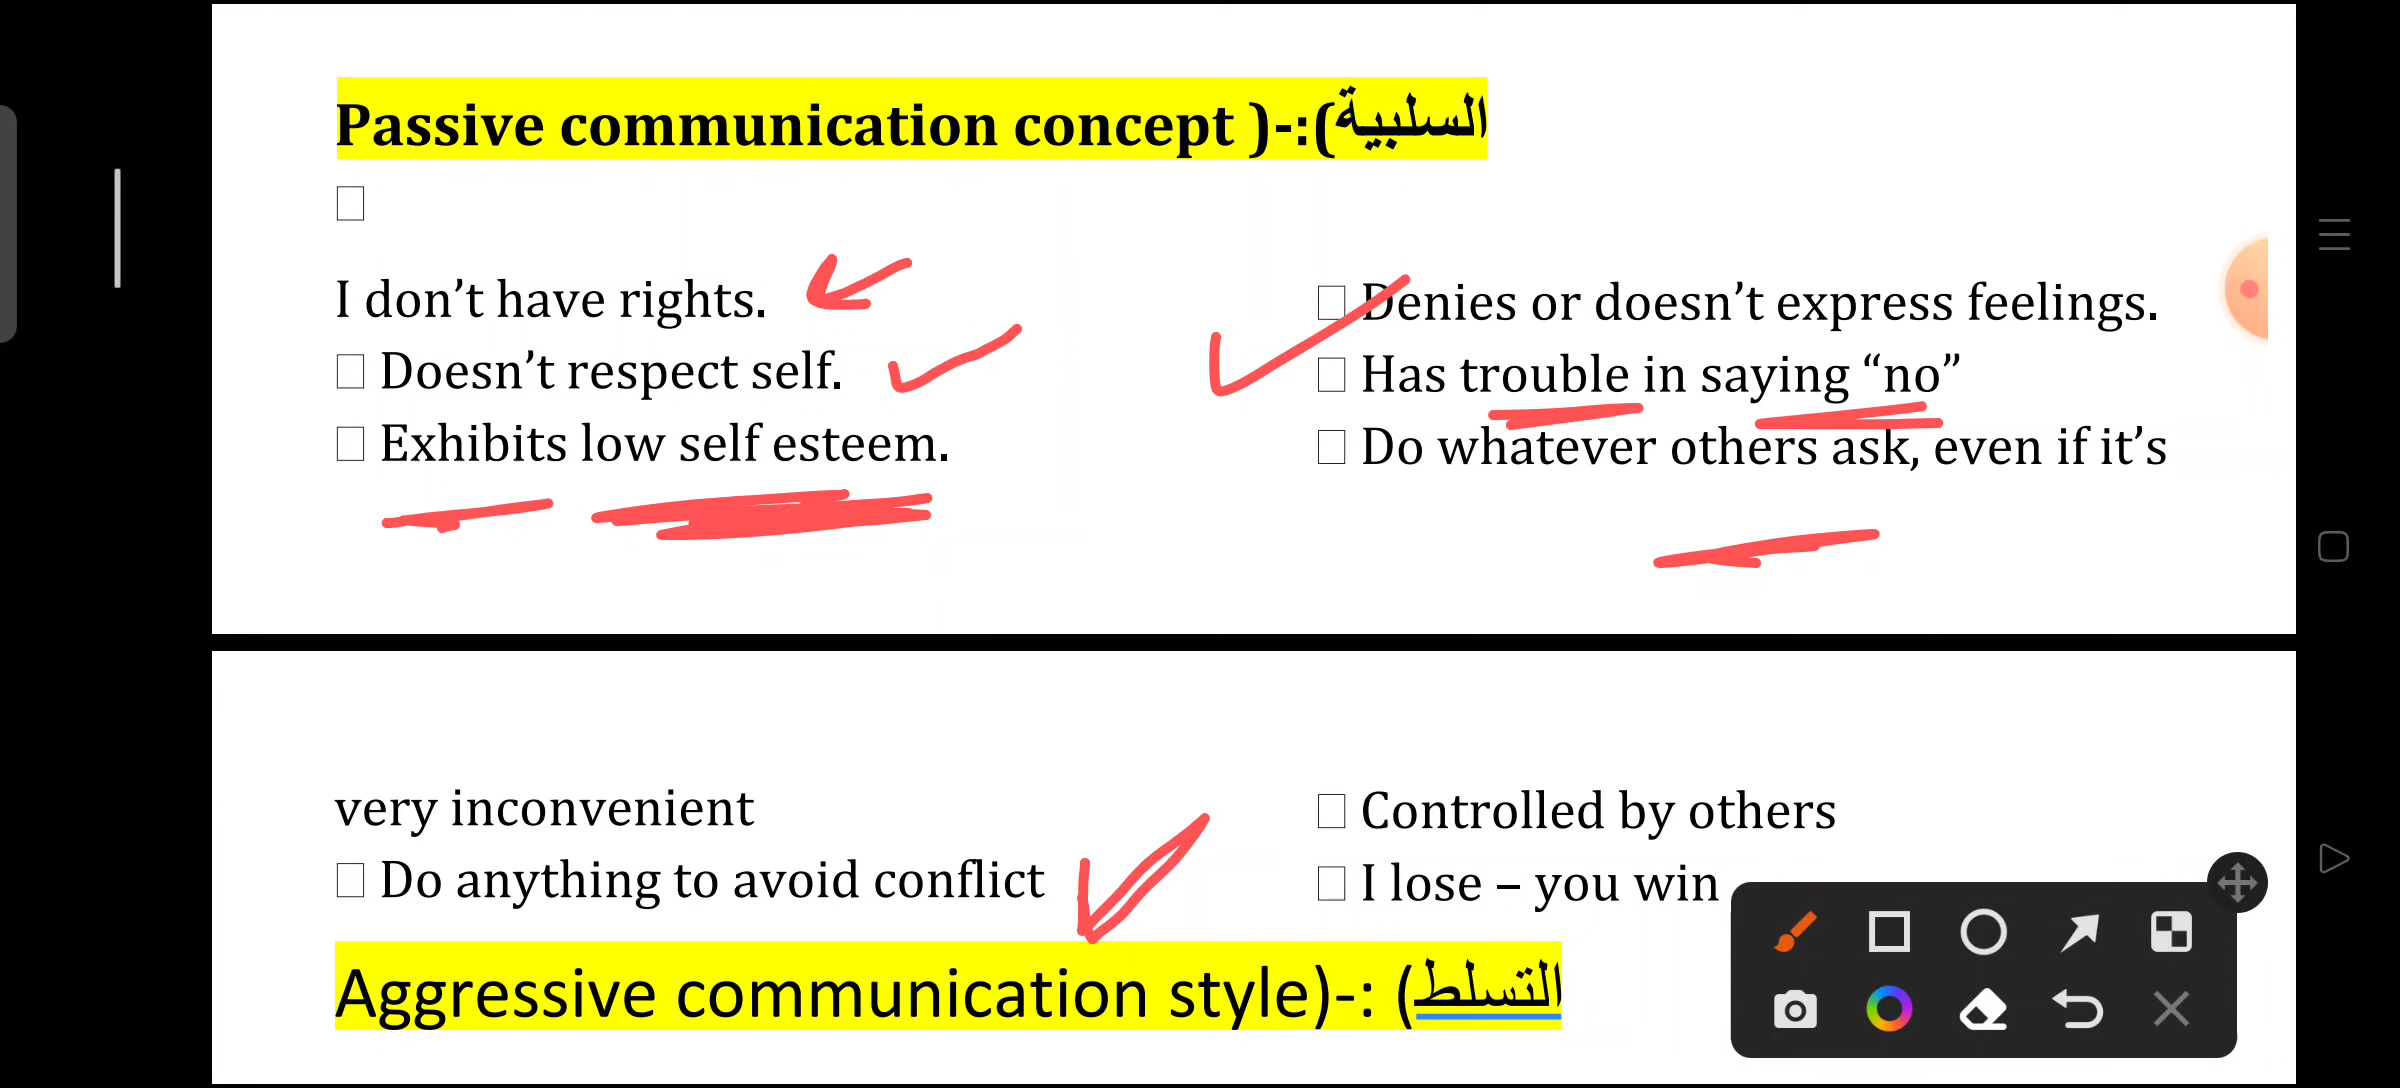 Passive communication concept )-:(السلبية
I don’t have rights.
Doesn’t respect self.
Exhibits low self esteem.
Denies or doesn’t express feelings.
Has trouble in saying “no”
Do whatever others ask, even if it’s
very inconvenient
Do anything to avoid conflict
Controlled by others
I lose – you win
Aggressive communication style)-: (التسلط